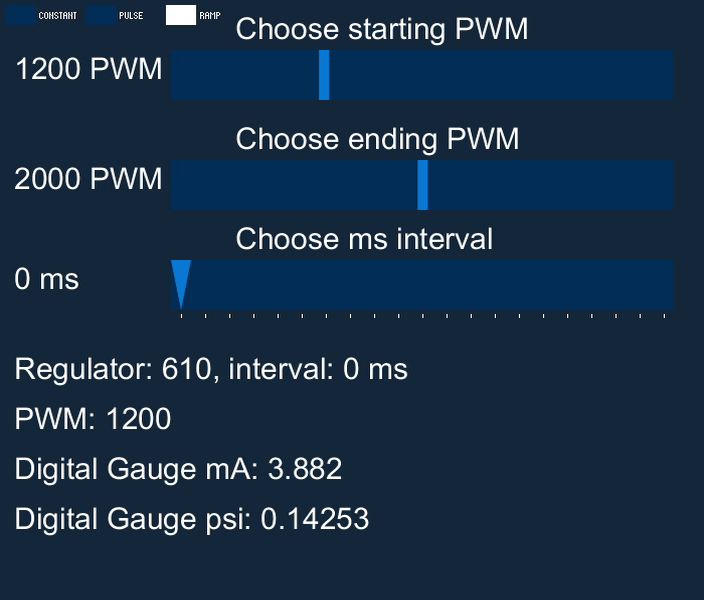 CONSTANT PULSE RAMP
Choose starting PWM
1200 PWM
Choose ending PWM
2000 PWM
Choose ms interval
0 ms
Regulator: 610, interval: 0 ms
PWM: 1200
Digital Gauge mA: 3.882
Digital Gauge psi: 0.14253